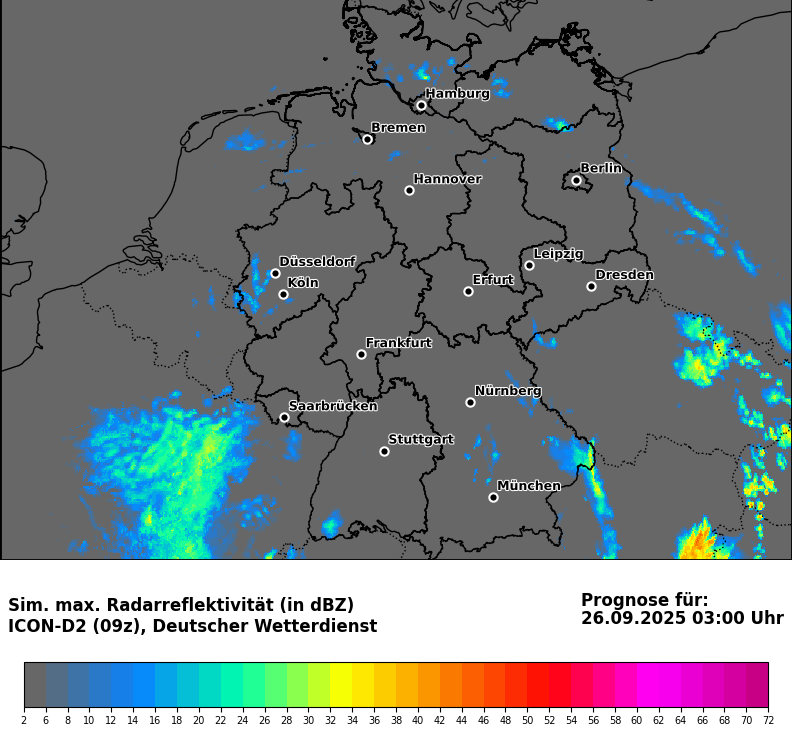 Hamburg
Bremen
Berlin
Hannover
Leipzig
Düsseldorf
Dresden
Erfurt
Köln
Frankfurt
Nürnberg
Saarbrücken
Stuttgart
München
Sim. max. Radarreflektivität (in dBZ)
ICON-D2 (09z), Deutscher Wetterdienst
Prognose für:
26.09.2025 03:00 Uhr
2 6 8 10 12 14 16 18 20 22 24 26 28 30 32 34 36 38 40 42 44 46 48 50 52 54 56 58 60 62 64 66 68 70 72